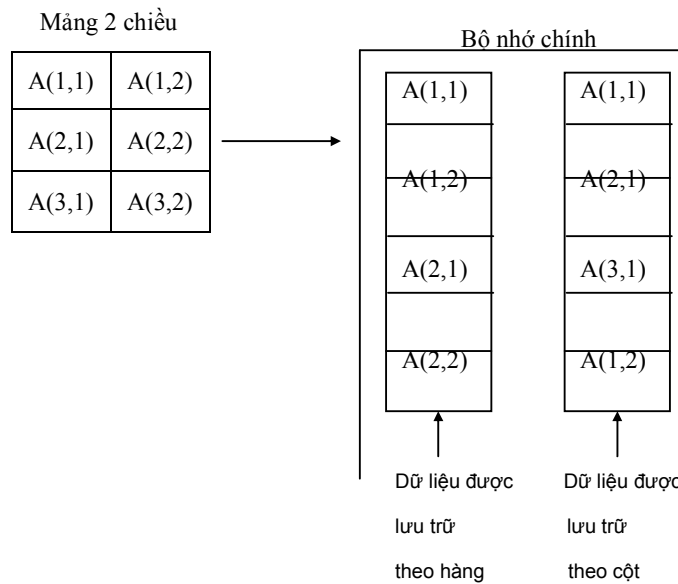 Mảng 2 chiều
Bộ nhớ chính
A(1,1) A(1,2)
A(2,1) A(2,2)
A(3,1) A(3,2)
A(1,1) A(1,1)
A(1,2) A(2,1)
A(2,1) A(3,1)
A(2,2) A(1,2)
Dữ liệu được Dữ liệu được
lưu trữ lưu trữ
theo hàng theo cột